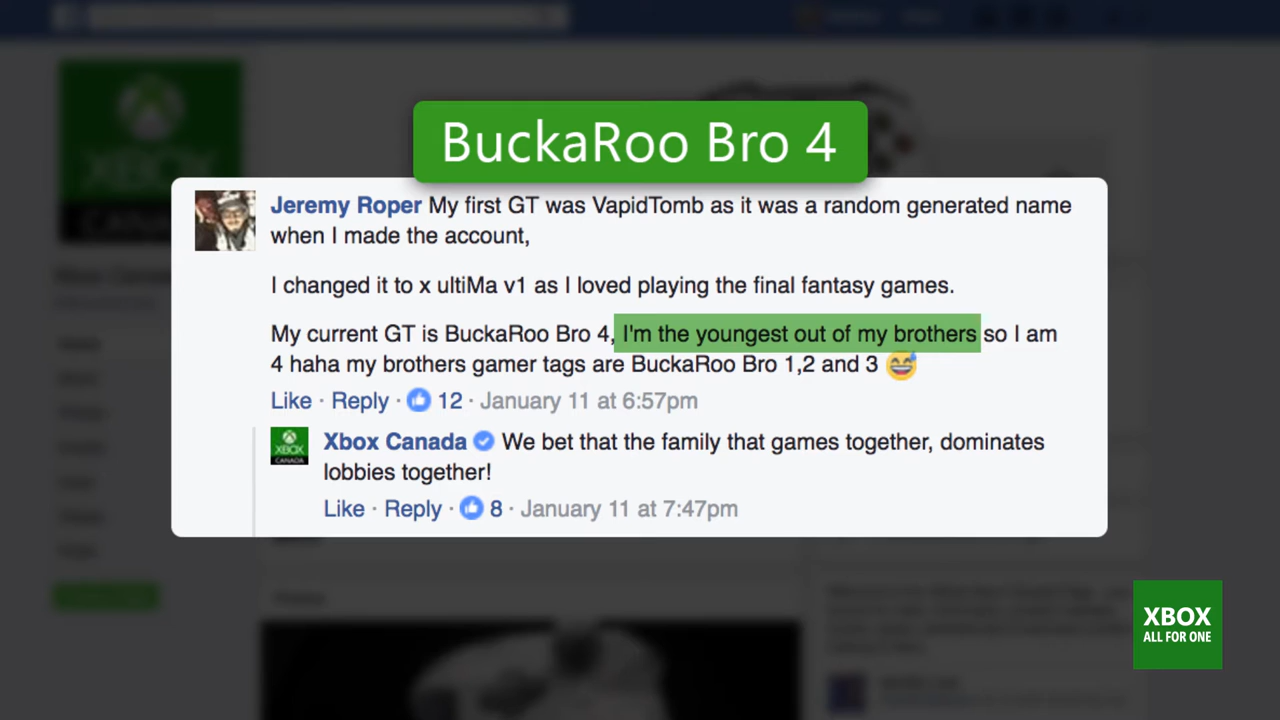 BuckaRoo Bro 4
Jeremy Roper My first GT was VapidTomb as it was a random generated name
when I made the account,
I changed it to x ultiMa v1 as I loved playing the final fantasy games.
My current GT is BuckaRoo Bro 4, I'm the youngest out of my brothers so I am
4 haha my brothers gamer tags are BuckaRoo Bro 1,2 and 3 😅
Like · Reply · 12 · January 11 at 6:57pm
XBOX
CANADA
Xbox Canada We bet that the family that games together, dominates
lobbies together!
Like · Reply · 8 · January 11 at 7:47pm
XBOX
ALL FOR ONE